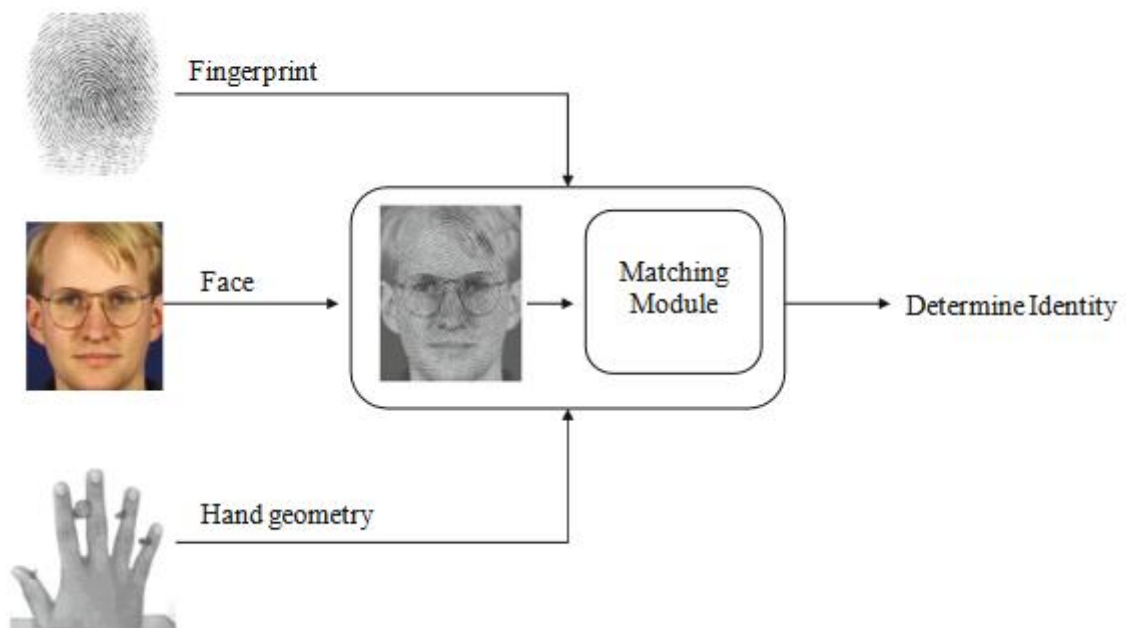 Fingerprint
Face
Matching
Module
Determine Identity
Hand geometry